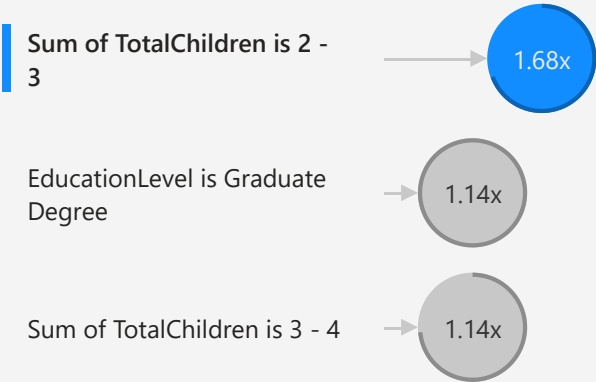 Sum of TotalChildren is 2 -
3
1.68x
EducationLevel is Graduate
Degree
1.14x
Sum of TotalChildren is 3 - 4
1.14x